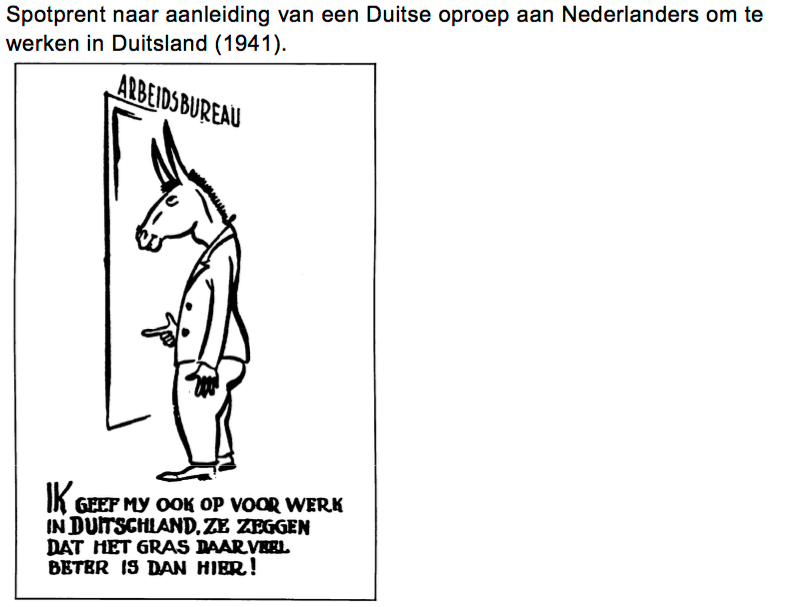 Spotprent naar aanleiding van een Duitse oproep aan Nederlanders om te
werken in Duitsland (1941).
ARBEIDSBUREAU
IK GEEF MY OOK OP VOOR WERK
IN DUITSCHLAND, ZE ZEGGEN
DAT HET GRAS DAAR VEEL
BETER IS DAN HIER!